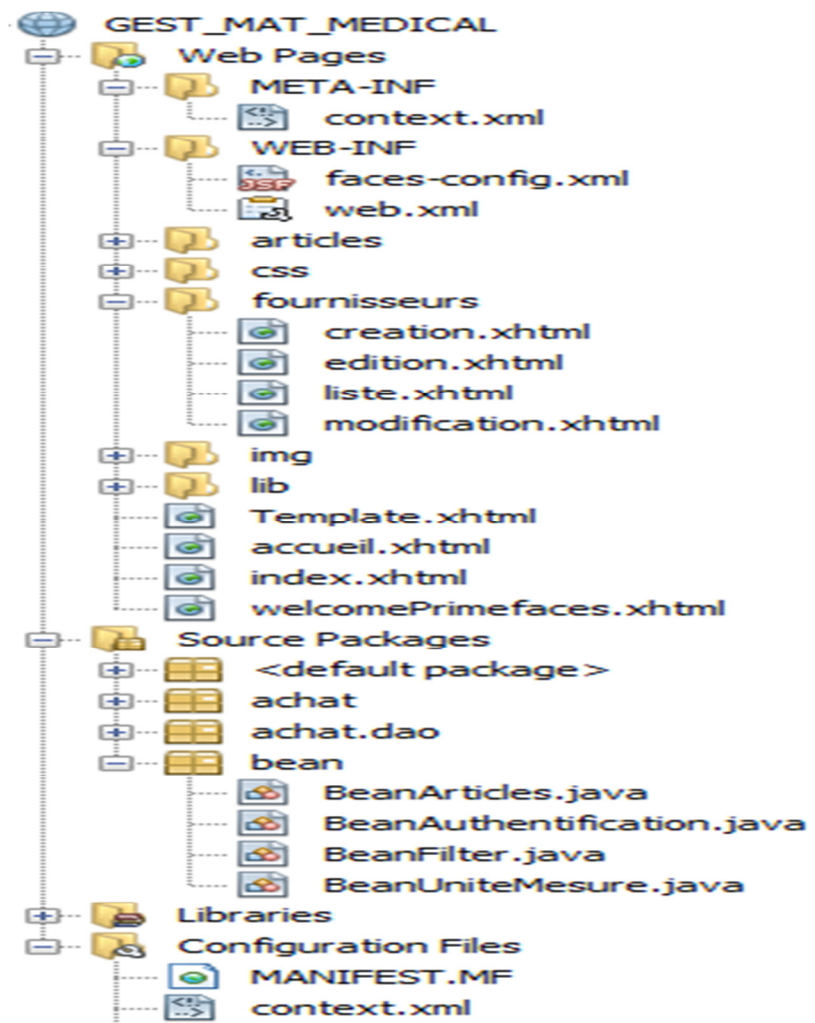 GEST_MAT_MEDICAL
Web Pages
META-INF
context.xml
WEB-INF
JSF faces-config.xml
web.xml
articles
css
fournisseurs
creation.xhtml
edition.xhtml
liste.xhtml
modification.xhtml
img
lib
Template.xhtml
accueil.xhtml
index.xhtml
welcomePrimefaces.xhtml
Source Packages
<default package>
achat
achat.dao
bean
BeanArticles.java
BeanAuthentification.java
BeanFilter.java
BeanUniteMesure.java
Libraries
Configuration Files
MANIFEST.MF
context.xml